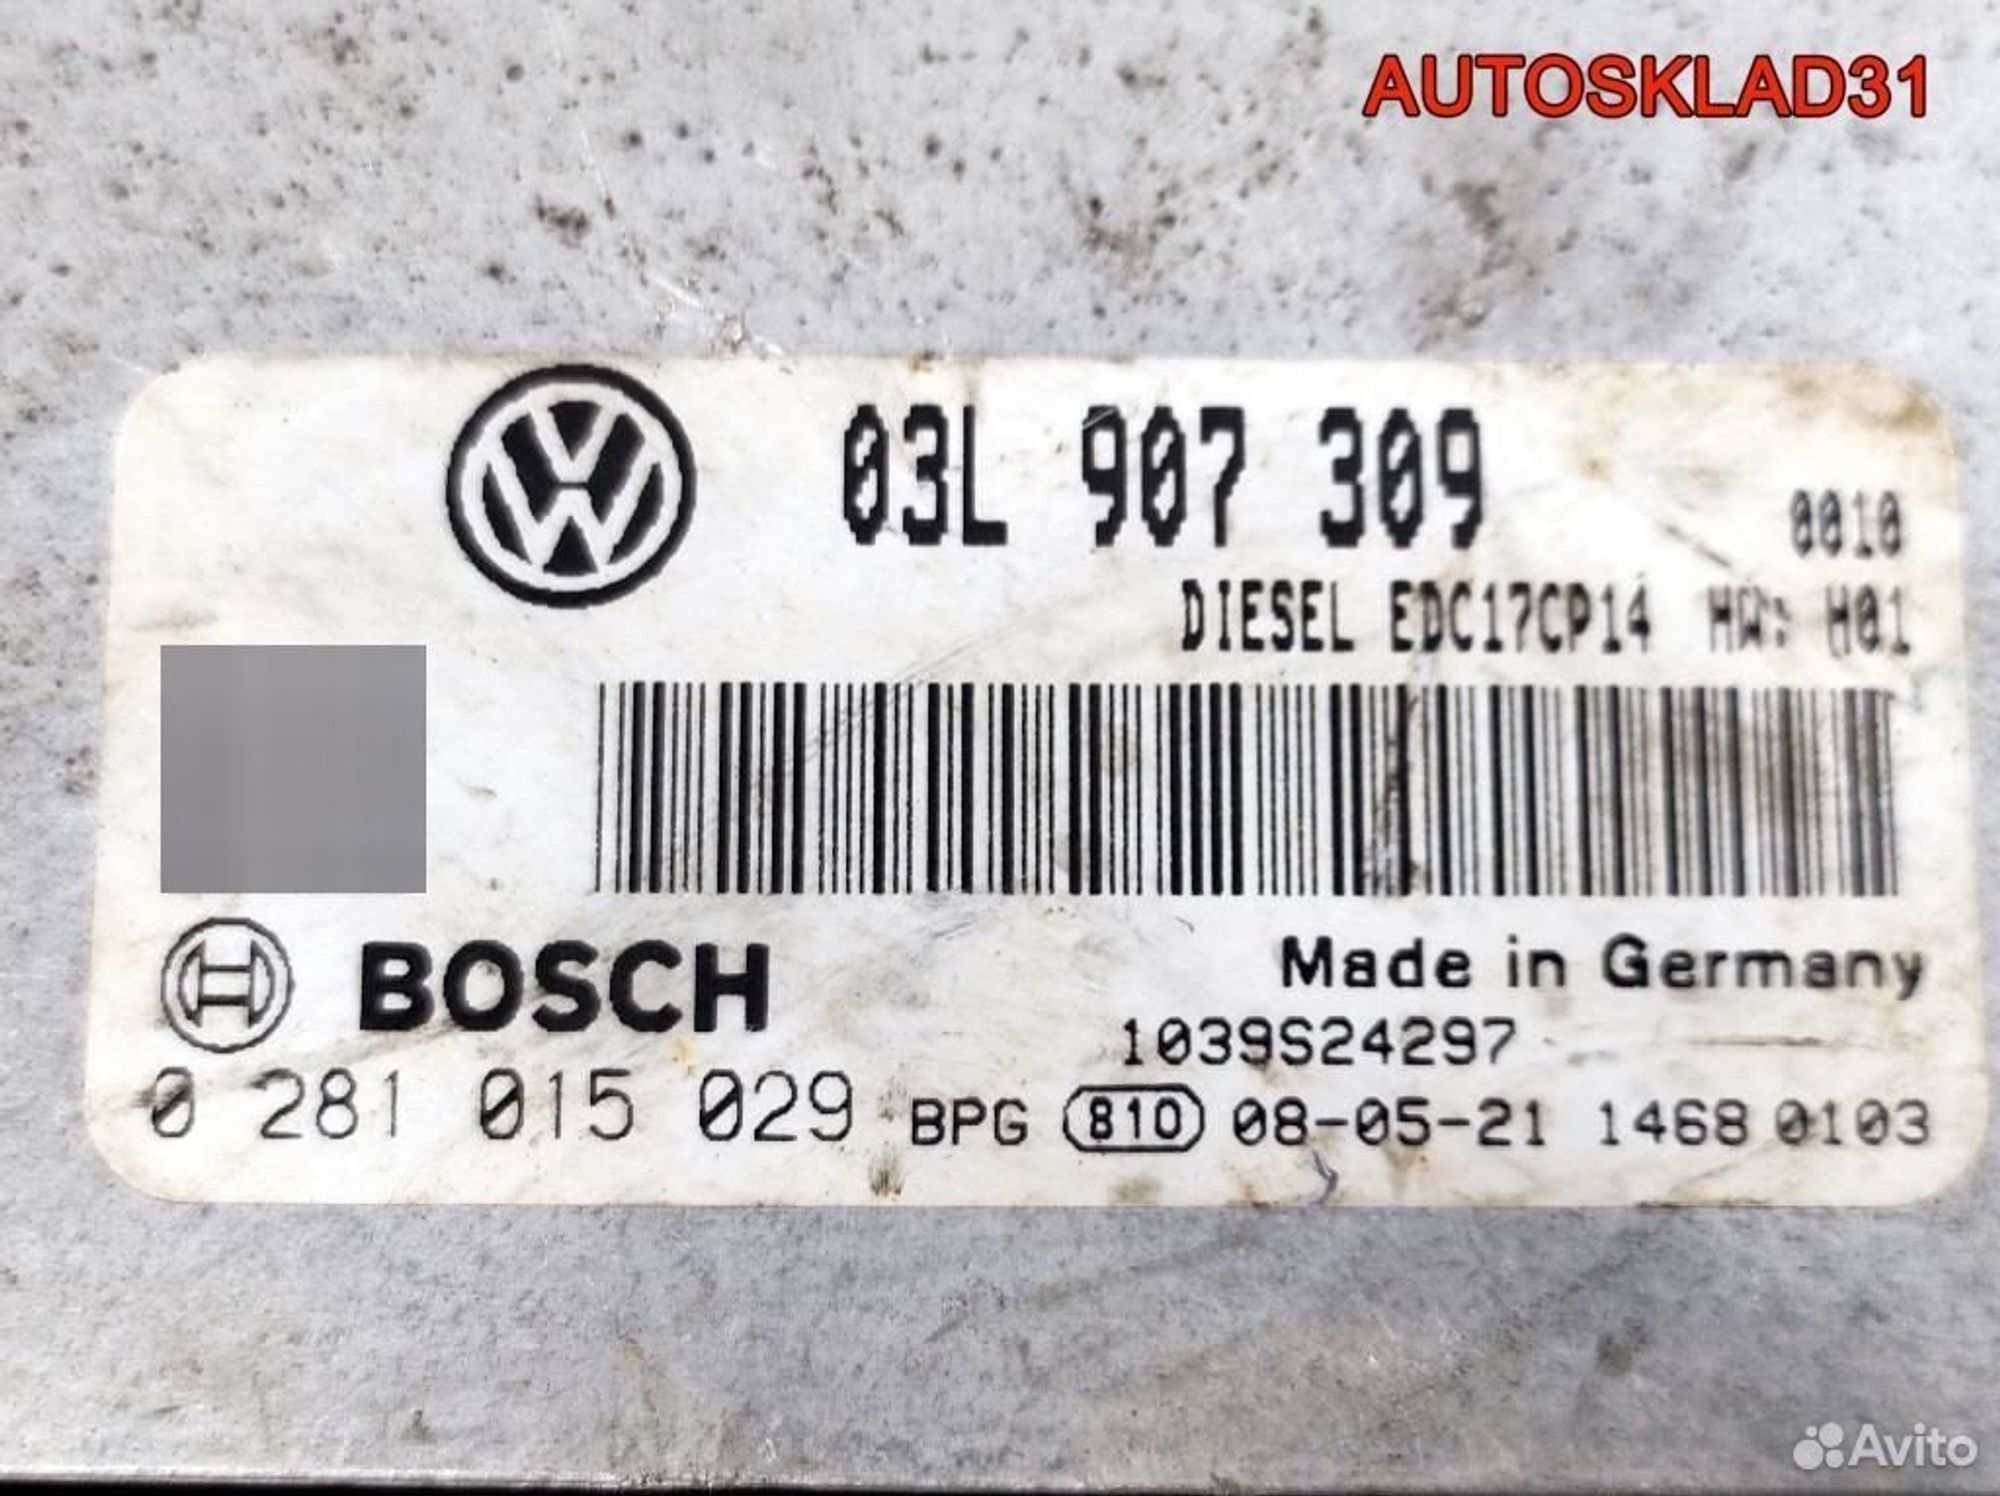 AUTOSKLAD31
03L 907 309
0010
DIESEL EDC17CP14 HW: H01
BOSCH
Made in Germany
1039S24297
0 281 015 029 BPG 810 08-05-21 1468 0103
Avito